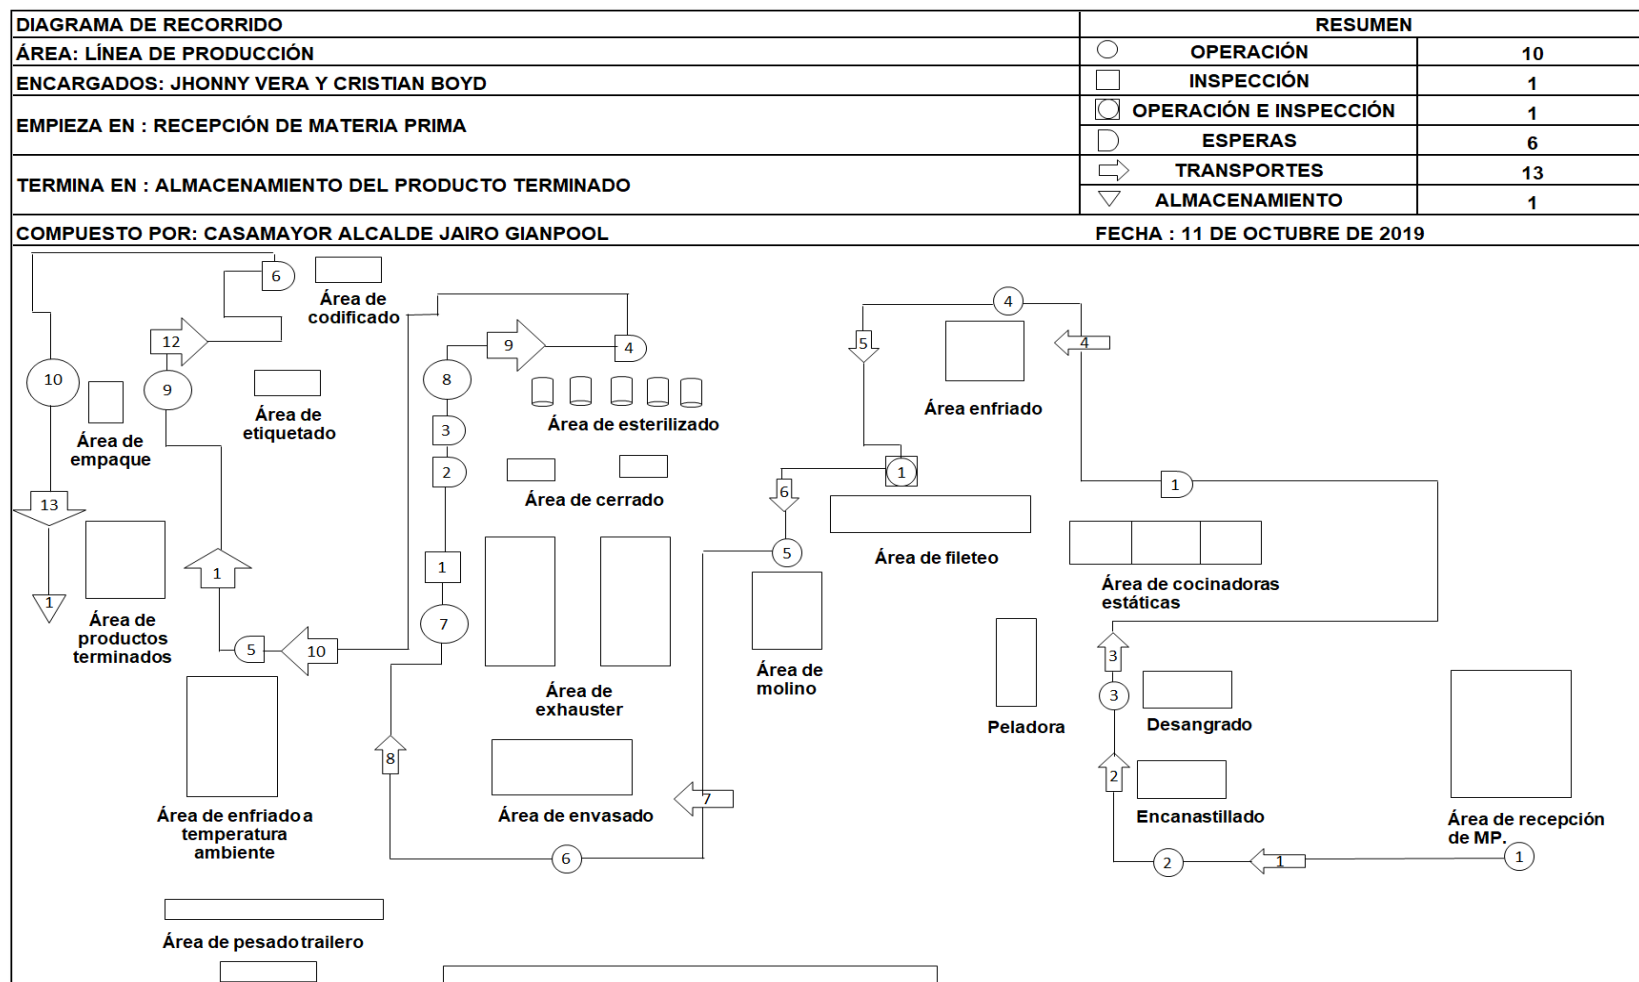 DIAGRAMA DE RECORRIDO
RESUMEN
ÁREA: LÍNEA DE PRODUCCIÓN
OPERACIÓN 10
ENCARGADOS: JHONNY VERA Y CRISTIAN BOYD
INSPECCIÓN 1
EMPIEZA EN : RECEPCIÓN DE MATERIA PRIMA
OPERACIÓN E INSPECCIÓN 1
ESPERAS 6
TERMINA EN : ALMACENAMIENTO DEL PRODUCTO TERMINADO
TRANSPORTES 13
ALMACENAMIENTO 1
COMPUESTO POR: CASAMAYOR ALCALDE JAIRO GIANPOOL
FECHA : 11 DE OCTUBRE DE 2019
6
Área de
codificado
12
10
9
Área de
etiquetado
Área de
empaque
13
1
1
Área de
productos
terminados
5
10
Área de enfriado a
temperatura
ambiente
Área de pesado trailero
9
4
8
3
2
Área de esterilizado
Área de cerrado
1
7
Área de
exhauster
8
Área de envasado
7
6
4
5
4
Área enfriado
1
6
5
Área de fileteo
Área de
molino
1
Área de cocinadoras
estáticas
3
3
Peladora
Desangrado
2
Encanastillado
Área de recepción
de MP.
2
1
1